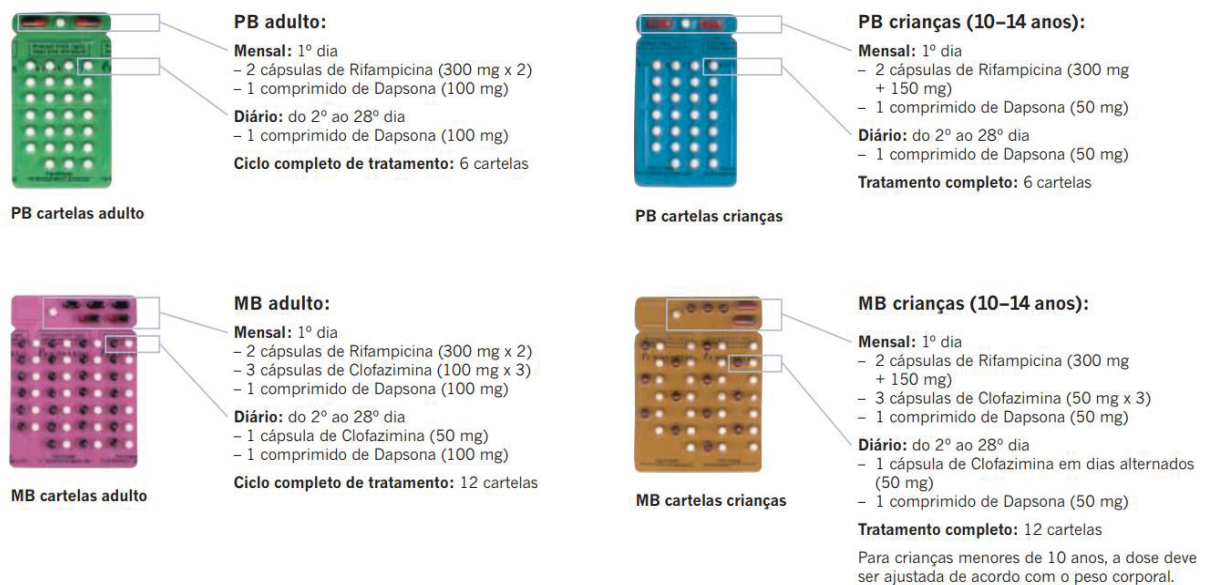 PB adulto:
Mensal: 1º dia
– 2 cápsulas de Rifampicina (300 mg x 2)
– 1 comprimido de Dapsona (100 mg)
Diário: do 2º ao 28º dia
– 1 comprimido de Dapsona (100 mg)
Ciclo completo de tratamento: 6 cartelas
PB cartelas adulto
PB crianças (10–14 anos):
Mensal: 1º dia
– 2 cápsulas de Rifampicina (300 mg
+ 150 mg)
– 1 comprimido de Dapsona (50 mg)
Diário: do 2º ao 28º dia
– 1 comprimido de Dapsona (50 mg)
Tratamento completo: 6 cartelas
PB cartelas crianças
MB adulto:
Mensal: 1º dia
– 2 cápsulas de Rifampicina (300 mg x 2)
– 3 cápsulas de Clofazimina (100 mg x 3)
– 1 comprimido de Dapsona (100 mg)
Diário: do 2º ao 28º dia
– 1 cápsula de Clofazimina (50 mg)
– 1 comprimido de Dapsona (100 mg)
Ciclo completo de tratamento: 12 cartelas
MB cartelas adulto
MB crianças (10–14 anos):
Mensal: 1º dia
– 2 cápsulas de Rifampicina (300 mg
+ 150 mg)
– 3 cápsulas de Clofazimina (50 mg x 3)
– 1 comprimido de Dapsona (50 mg)
Diário: do 2º ao 28º dia
– 1 cápsula de Clofazimina em dias alternados
(50 mg)
– 1 comprimido de Dapsona (50 mg)
Tratamento completo: 12 cartelas
Para crianças menores de 10 anos, a dose deve
ser ajustada de acordo com o peso corporal.
MB cartelas crianças